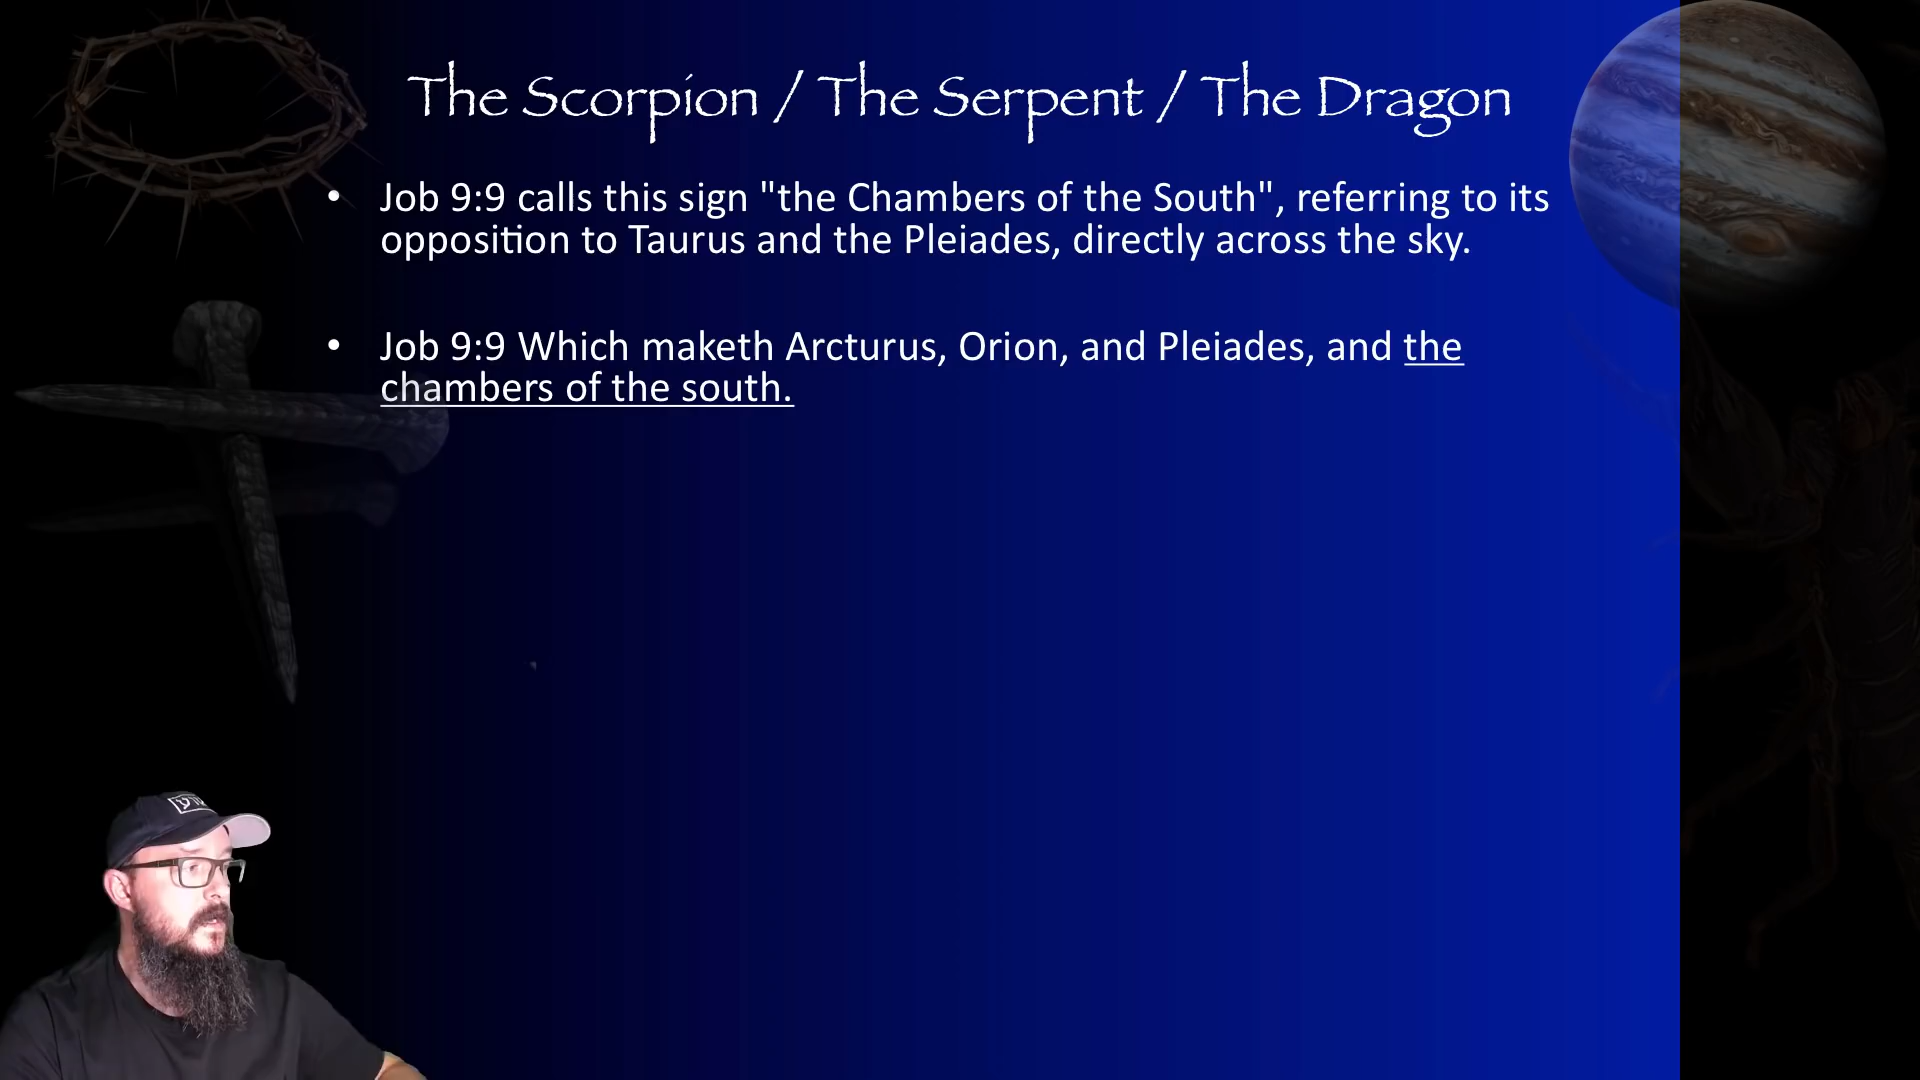 The Scorpion / The Serpent / The Dragon
• Job 9:9 calls this sign "the Chambers of the South", referring to its
opposition to Taurus and the Pleiades, directly across the sky.
• Job 9:9 Which maketh Arcturus, Orion, and Pleiades, and the
chambers of the south.